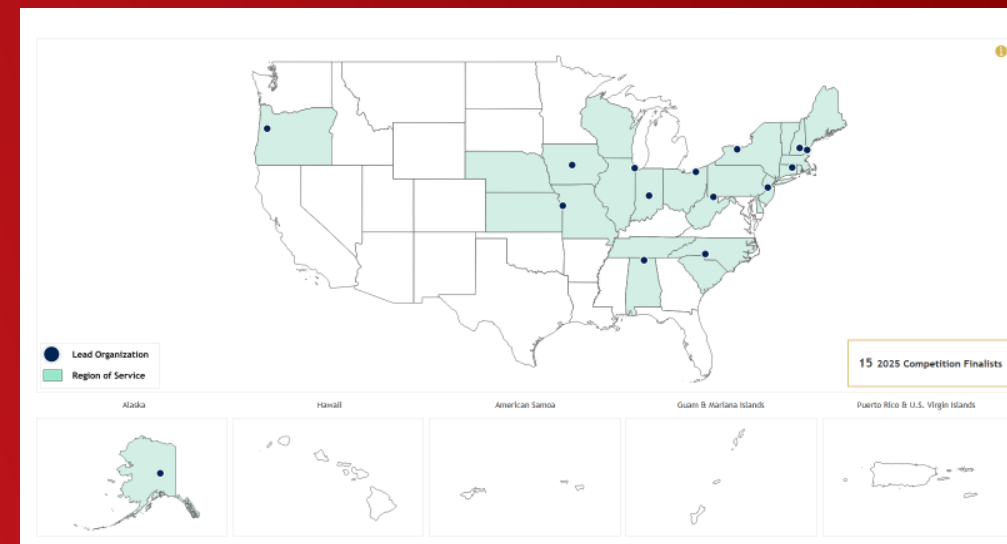 Lead Organization
Region of Service
15 2025 Competition Finalists
Alaska
Hawaii
American Samoa
Guam & Mariana Islands
Puerto Rico & U.S. Virgin Islands